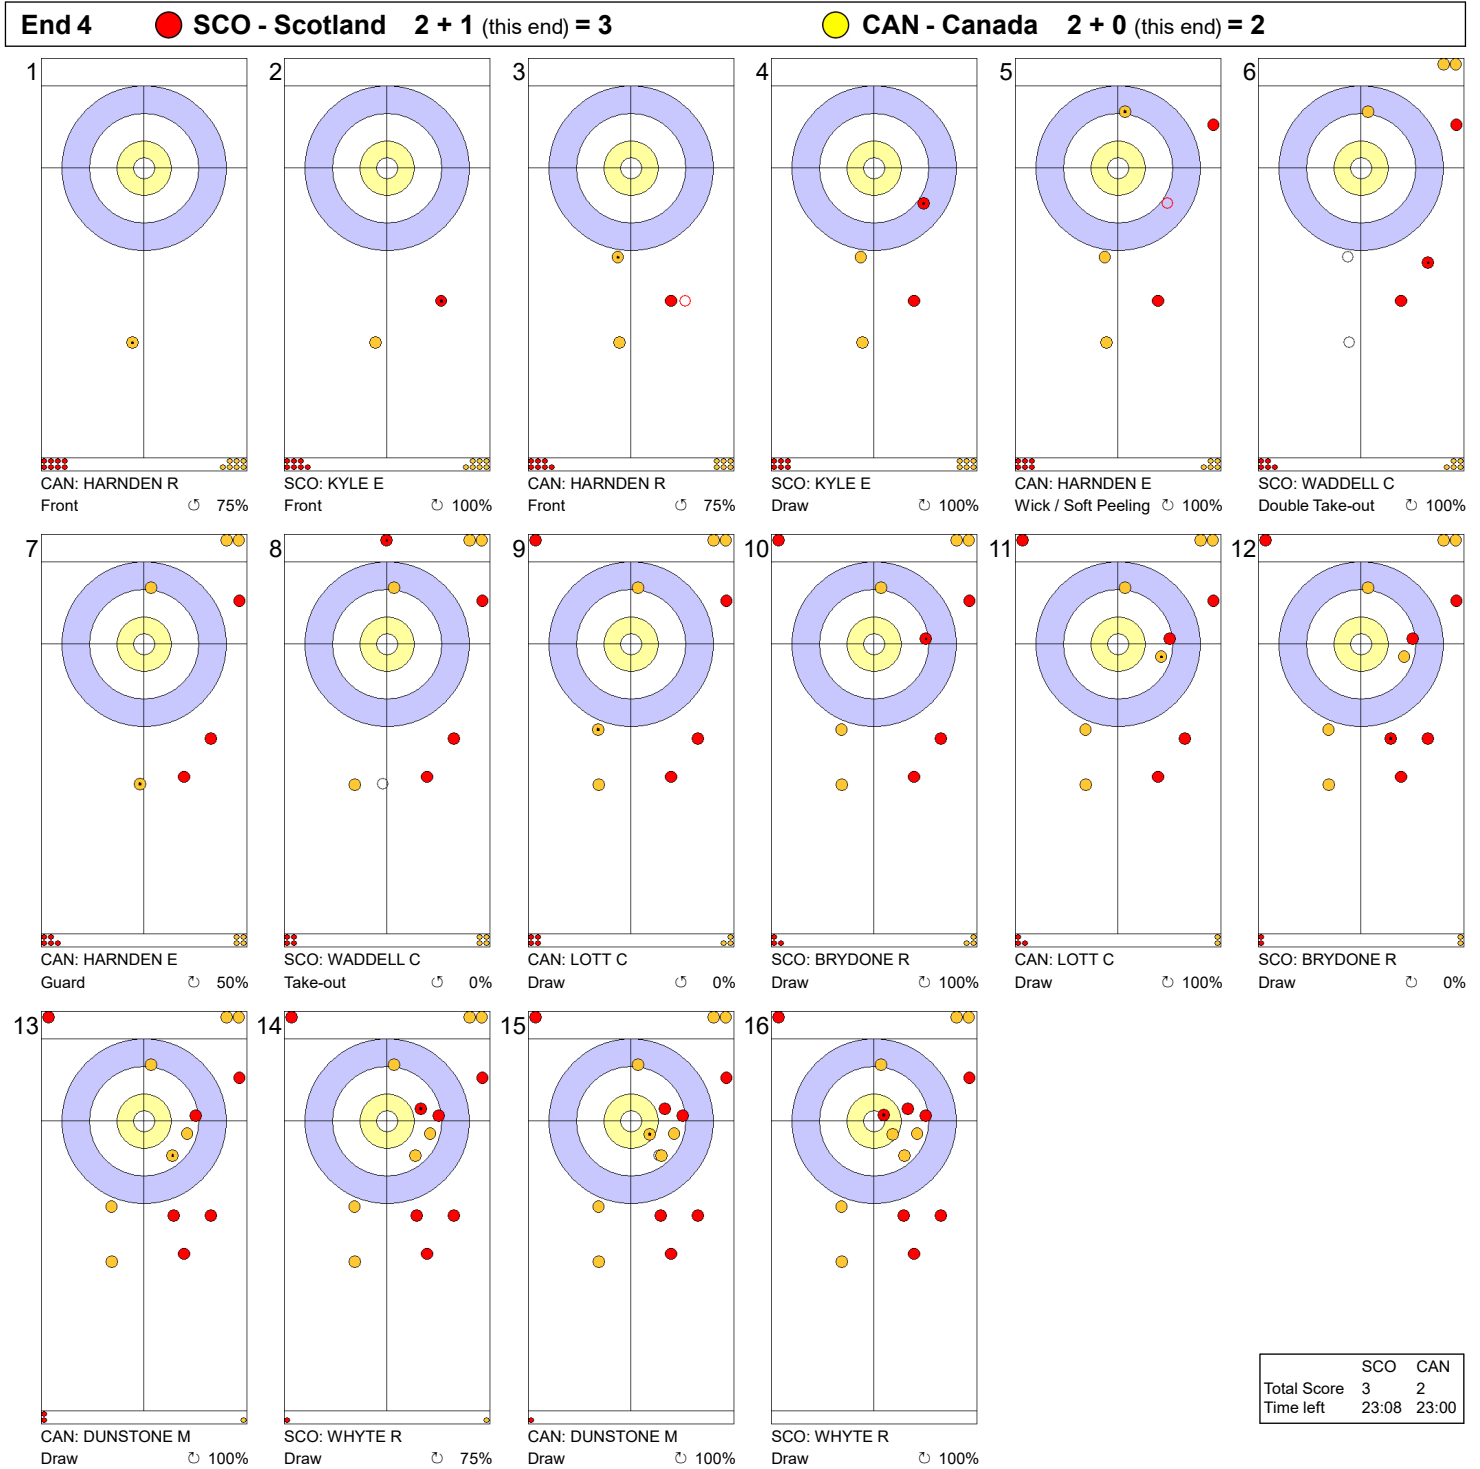 End 4 SCO - Scotland 2 + 1 (this end) = 3 CAN - Canada 2 + 0 (this end) = 2
1 2 3 4 5 6
CAN: HARNDEN R SCO: KYLE E CAN: HARNDEN R SCO: KYLE E CAN: HARNDEN E SCO: WADDELL C
Front ↺ 75% Front ↻ 100% Front ↺ 75% Draw ↻ 100% Wick / Soft Peeling ↻ 100% Double Take-out ↻ 100%
7 8 9 10 11 12
CAN: HARNDEN E SCO: WADDELL C CAN: LOTT C SCO: BRYDONE R CAN: LOTT C SCO: BRYDONE R
Guard ↻ 50% Take-out ↺ 0% Draw ↺ 0% Draw ↻ 100% Draw ↻ 100% Draw ↻ 0%
13 14 15 16
CAN: DUNSTONE M SCO: WHYTE R CAN: DUNSTONE M SCO: WHYTE R
Draw ↻ 100% Draw ↻ 75% Draw ↻ 100% Draw ↻ 100%
SCO CAN
Total Score 3 2
Time left 23:08 23:00